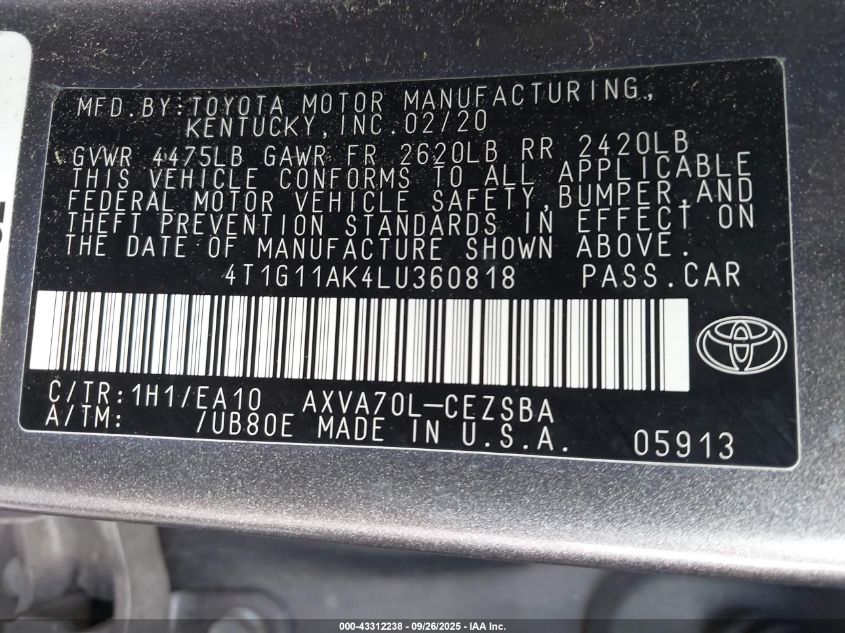 MFD.BY:TOYOTA MOTOR MANUFACTURING,
KENTUCKY,INC.02/20
GVWR 4475LB GAWR FR 2620LB RR 2420LB
THIS VEHICLE CONFORMS TO ALL APPLICABLE
FEDERAL MOTOR VEHICLE SAFETY,BUMPER,AND
THEFT PREVENTION STANDARDS IN EFFECT ON
THE DATE OF MANUFACTURE SHOWN ABOVE.
4T1G11AK4LU360818 PASS.CAR
C/TR:1H1/EA10 AXVA70L-CEZSBA
A/TM: /UB80E MADE IN U.S.A. 05913
000-43312238 - 09/26/2025 - IAA Inc.